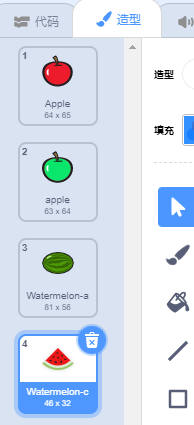 代码
造型
1
Apple
64 x 65
2
apple
63 x 64
3
Watermelon-a
81 x 56
4
Watermelon-c
46 x 32
造型
填充